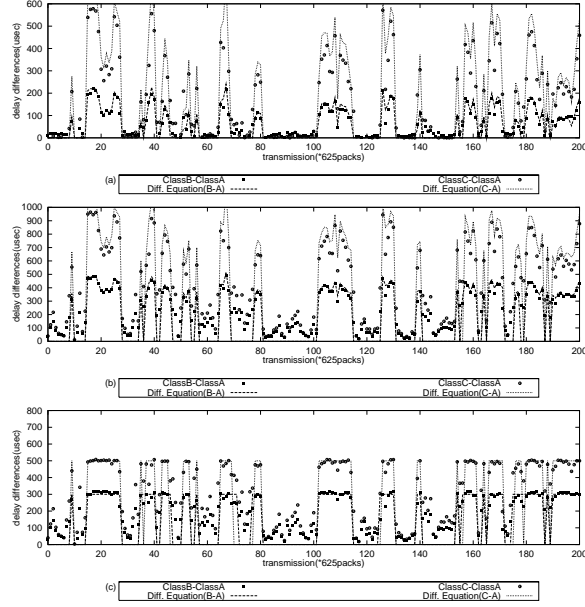 600
500
400
300
200
100
0
delay differences(usec)
0 20 40 60 80 100 120 140 160 180 200
transmission(*625packs)
(a)
ClassB-ClassA ClassC-ClassA
Diff. Equation(B-A) Diff. Equation(C-A)
1000
900
800
700
600
500
400
300
200
100
0
delay differences(usec)
0 20 40 60 80 100 120 140 160 180 200
transmission(*625packs)
(b)
ClassB-ClassA ClassC-ClassA
Diff. Equation(B-A) Diff. Equation(C-A)
800
700
600
500
400
300
200
100
0
delay differences(usec)
0 20 40 60 80 100 120 140 160 180 200
transmission(*625packs)
(c)
ClassB-ClassA ClassC-ClassA
Diff. Equation(B-A) Diff. Equation(C-A)